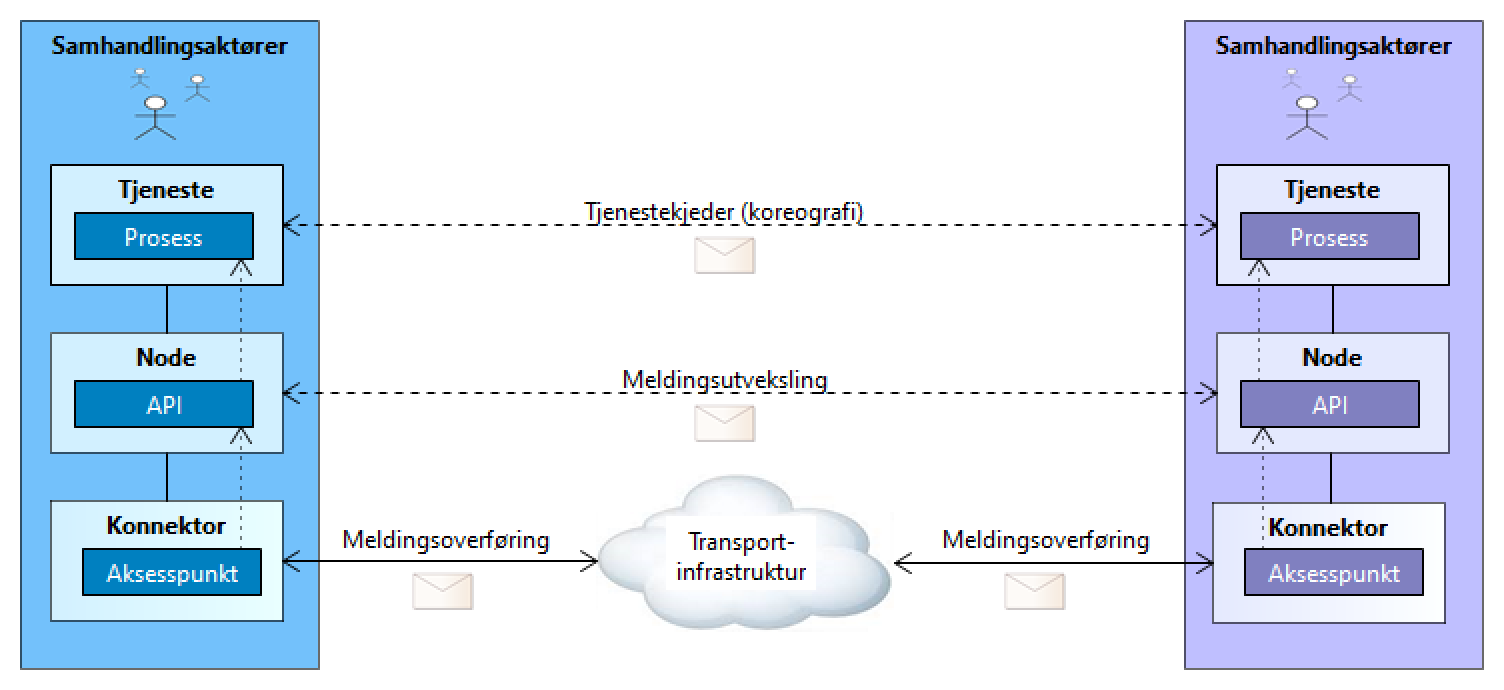 Samhandlingsaktører
Samhandlingsaktører
Tjeneste
Prosess
Tjenestekjeder (koreografi)
Tjeneste
Prosess
Node
API
Meldingsutveksling
Node
API
Konnektor
Aksesspunkt
Meldingsoverføring
Transport-
infrastruktur
Meldingsoverføring
Konnektor
Aksesspunkt